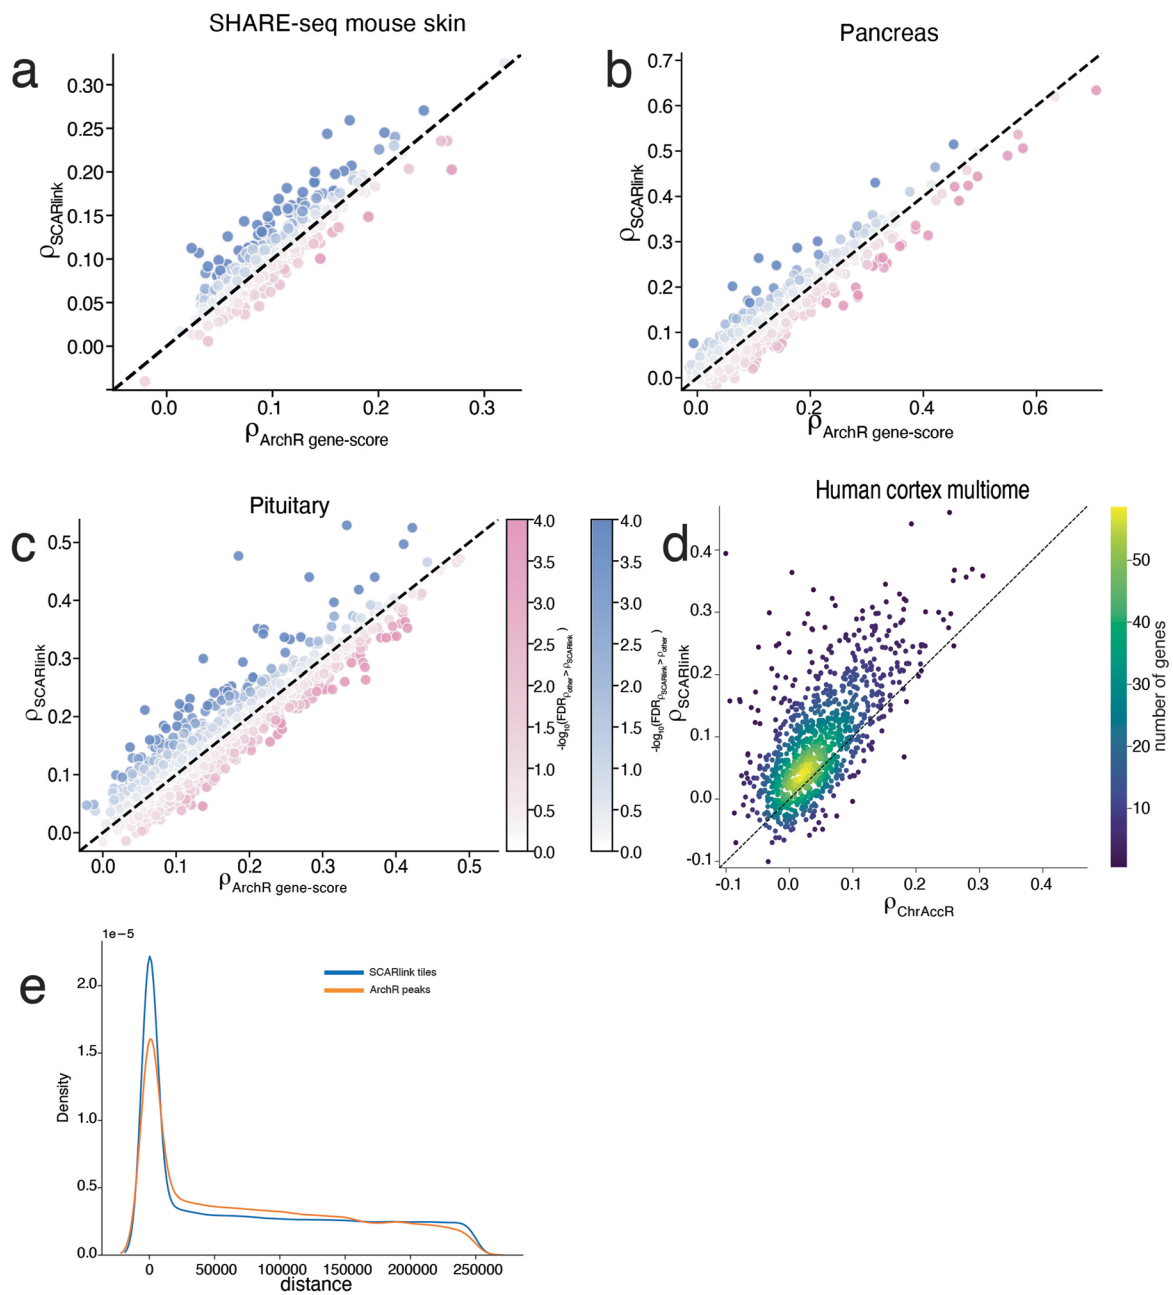 SHARE-seq mouse skin
a
ρSCARlink
0.30
0.25
0.20
0.15
0.10
0.05
0.00
0.0 0.1 0.2 0.3
ρArchR gene-score
Pancreas
b
ρSCARlink
0.7
0.6
0.5
0.4
0.3
0.2
0.1
0.0
0.0 0.2 0.4 0.6
ρArchR gene-score
Pituitary
c
ρSCARlink
0.5
0.4
0.3
0.2
0.1
0.0
0.0 0.1 0.2 0.3 0.4 0.5
ρArchR gene-score
4.0
3.5
3.0
2.5
2.0
1.5
1.0
0.5
0.0
-log10(FDRρother > ρSCARlink)
4.0
3.5
3.0
2.5
2.0
1.5
1.0
0.5
0.0
-log10(FDRρSCARlink > ρother)
Human cortex multiome
d
ρSCARlink
0.4
0.3
0.2
0.1
0.0
-0.1
-0.1 0.0 0.1 0.2 0.3 0.4
ρChrAccR
50
40
30
20
10
number of genes
e
1e−5
Density
2.0
1.5
1.0
0.5
0.0
SCARlink tiles
ArchR peaks
0 50000 100000 150000 200000 250000
distance